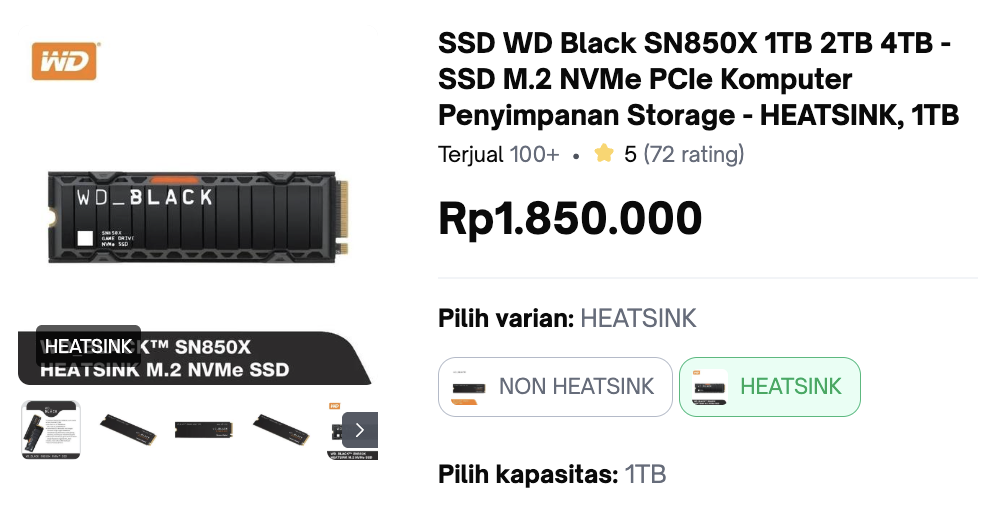 WD
SSD WD Black SN850X 1TB 2TB 4TB -
SSD M.2 NVMe PCIe Komputer
Penyimpanan Storage - HEATSINK, 1TB
Terjual 100+ • 5 (72 rating)
Rp1.850.000
WD_BLACK
SN850X
GAME DRIVE
NVMe SSD
HEATSINK
CK™ SN850X
HEATSINK M.2 NVMe SSD
Pilih varian: HEATSINK
NON HEATSINK
HEATSINK
Pilih kapasitas: 1TB